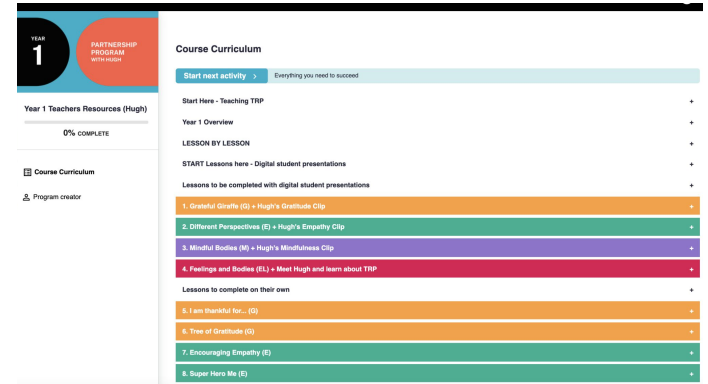 YEAR
1
PARTNERSHIP
PROGRAM
WITH HUGH
Year 1 Teachers Resources (Hugh)
0% COMPLETE
Course Curriculum
Program creator
Course Curriculum
Start next activity >
Everything you need to succeed
Start Here - Teaching TRP +
Year 1 Overview +
LESSON BY LESSON +
START Lessons here - Digital student presentations +
Lessons to be completed with digital student presentations +
1. Grateful Giraffe (G) + Hugh's Gratitude Clip +
2. Different Perspectives (E) + Hugh's Empathy Clip +
3. Mindful Bodies (M) + Hugh's Mindfulness Clip +
4. Feelings and Bodies (EL) + Meet Hugh and learn about TRP +
Lessons to complete on their own +
5. I am thankful for... (G) +
6. Tree of Gratitude (G) +
7. Encouraging Empathy (E) +
8. Super Hero Me (E) +